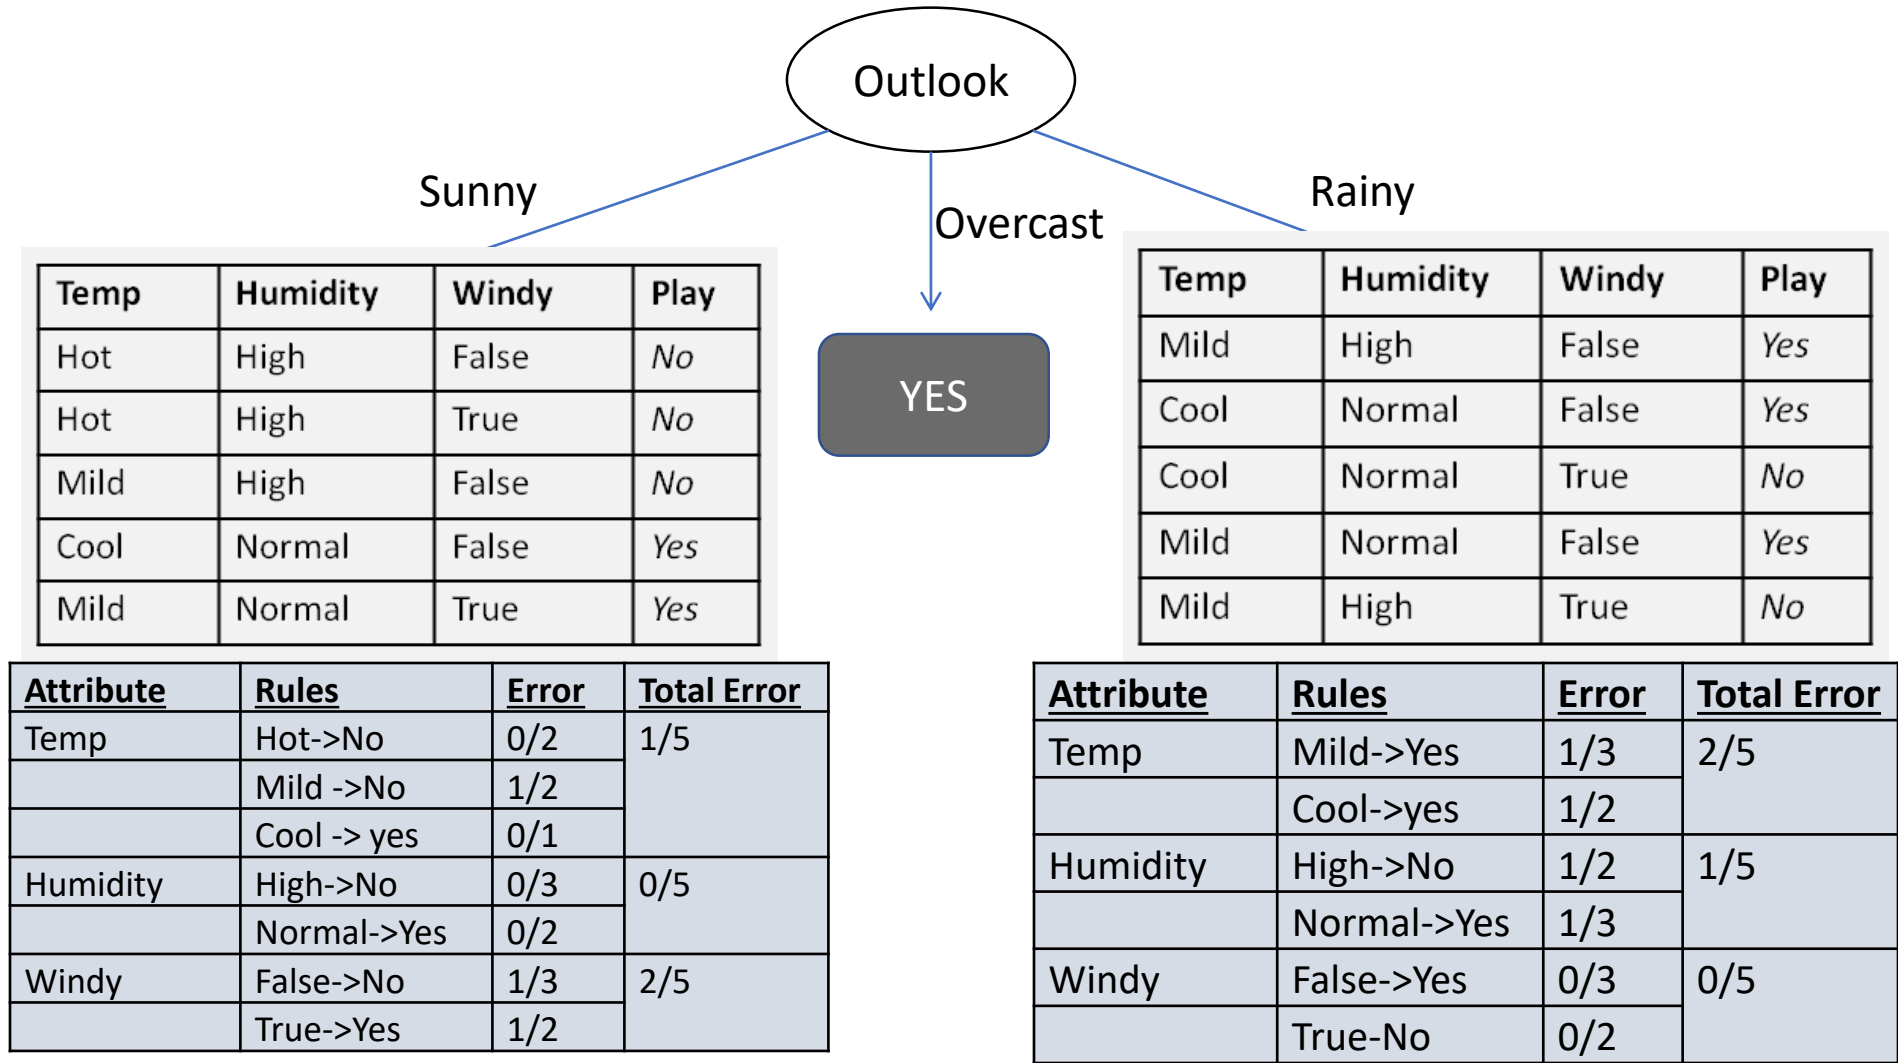 Outlook
Sunny
Overcast
Rainy
YES
Temp Humidity Windy Play
Hot High False No
Hot High True No
Mild High False No
Cool Normal False Yes
Mild Normal True Yes
Temp Humidity Windy Play
Mild High False Yes
Cool Normal False Yes
Cool Normal True No
Mild Normal False Yes
Mild High True No
Attribute Rules Error Total Error
Temp Hot->No 0/2 1/5
Mild ->No 1/2
Cool -> yes 0/1
Humidity High->No 0/3 0/5
Normal->Yes 0/2
Windy False->No 1/3 2/5
True->Yes 1/2
Attribute Rules Error Total Error
Temp Mild->Yes 1/3 2/5
Cool->yes 1/2
Humidity High->No 1/2 1/5
Normal->Yes 1/3
Windy False->Yes 0/3 0/5
True-No 0/2